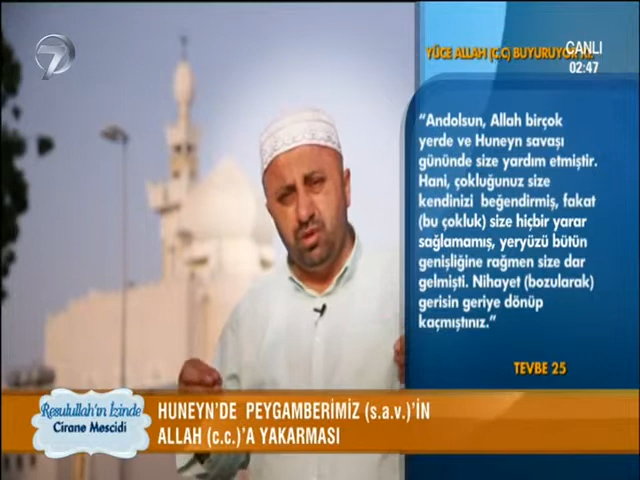 7
YÜCE ALLAH (C.C) BUYURUYOR
CANLI
02:47
“Andolsun, Allah birçok
yerde ve Huneyn savaşı
gününde size yardım etmiştir.
Hani, çokluğunuz size
kendinizi beğendirmiş, fakat
(bu çokluk) size hiçbir yarar
sağlamamış, yeryüzü bütün
genişliğine rağmen size dar
gelmişti. Nihayet (bozularak)
gerisin geriye dönüp
kaçmıştınız.”
TEVBE 25
Resulullah'ın İzinde
Cirane Mescidi
HUNEYN'DE PEYGAMBERİMİZ (s.a.v.)'İN
ALLAH (c.c.)'A YAKARMASI